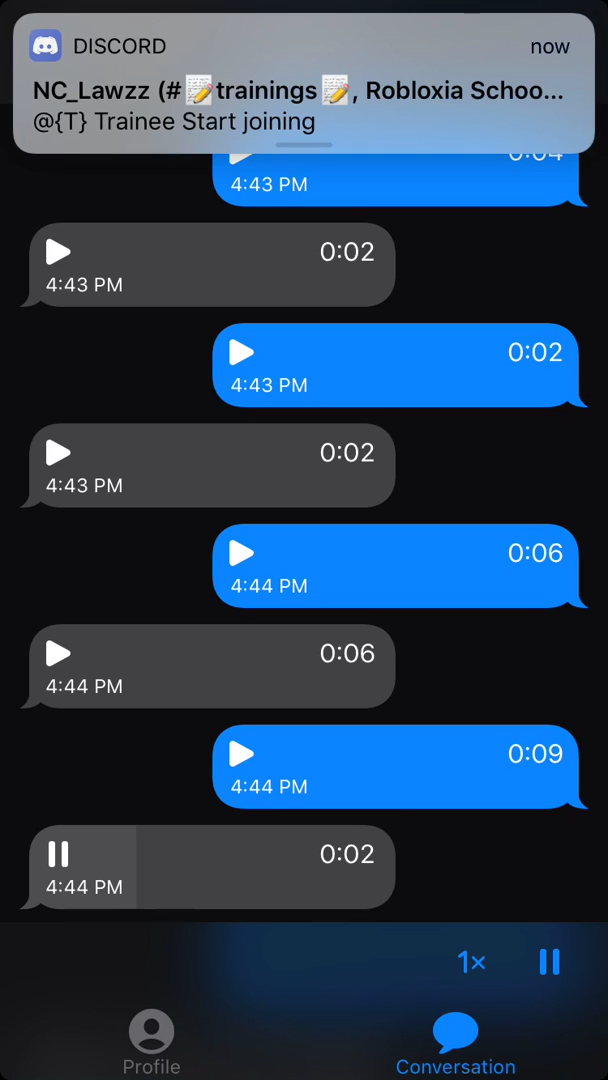 DISCORD now
NC_Lawzz (#📝trainings📝, Robloxia Schoo...
@{T} Trainee Start joining
0:04
4:43 PM
0:02
4:43 PM
0:02
4:43 PM
0:02
4:43 PM
0:06
4:44 PM
0:06
4:44 PM
0:09
4:44 PM
0:02
4:44 PM
1×
Profile Conversation